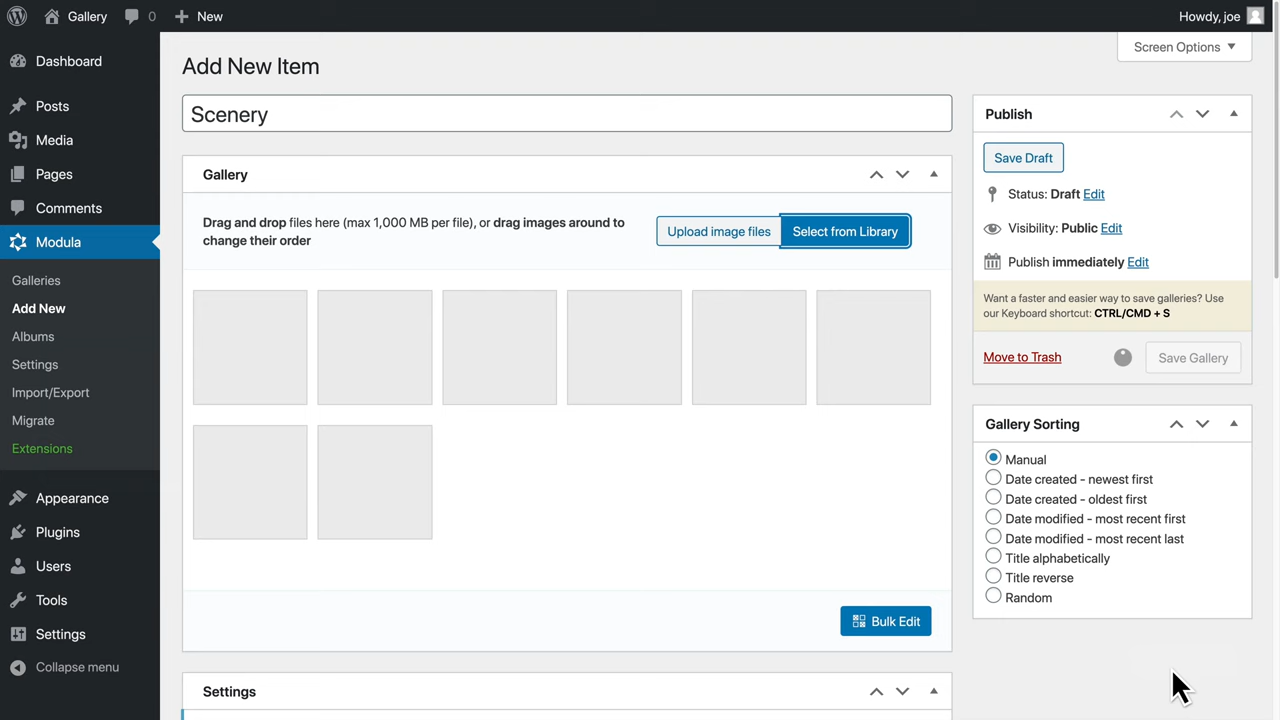 Gallery
0
New
Howdy, joe
Screen Options
Dashboard
Posts
Media
Pages
Comments
Modula
Galleries
Add New
Albums
Settings
Import/Export
Migrate
Extensions
Appearance
Plugins
Users
Tools
Settings
Collapse menu
Add New Item
Scenery
Gallery
Drag and drop files here (max 1,000 MB per file), or drag images around to
change their order
Upload image files
Select from Library
Bulk Edit
Settings
Publish
Save Draft
Status: Draft Edit
Visibility: Public Edit
Publish immediately Edit
Want a faster and easier way to save galleries? Use
our Keyboard shortcut: CTRL/CMD + S
Move to Trash
Save Gallery
Gallery Sorting
Manual
Date created - newest first
Date created - oldest first
Date modified - most recent first
Date modified - most recent last
Title alphabetically
Title reverse
Random